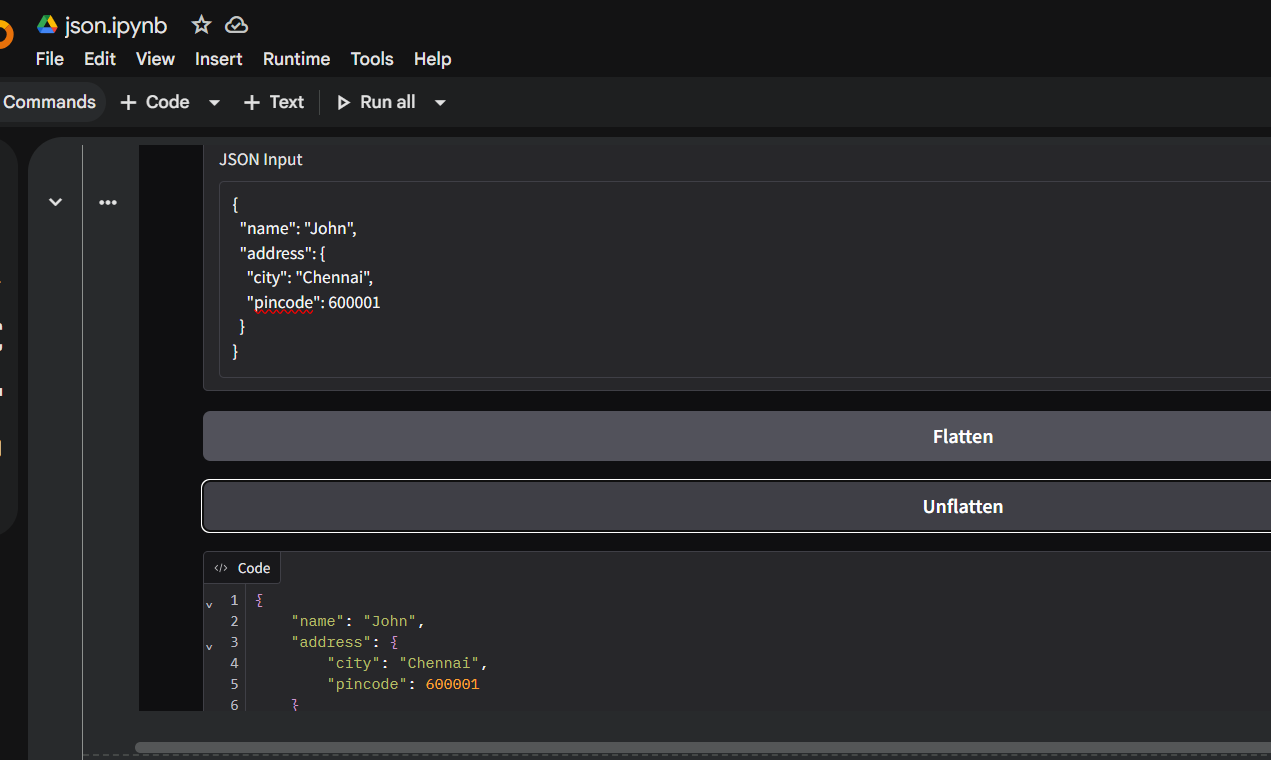 json.ipynb
File Edit View Insert Runtime Tools Help
Commands + Code + Text Run all
JSON Input
{
"name": "John",
"address": {
"city": "Chennai",
"pincode": 600001
}
}
Flatten
Unflatten
</> Code
1 {
2 "name": "John",
3 "address": {
4 "city": "Chennai",
5 "pincode": 600001
6 }